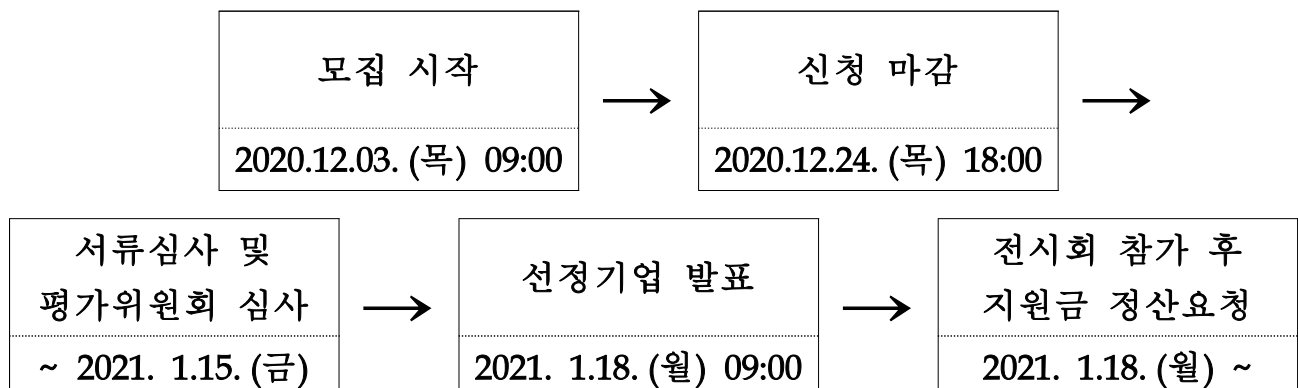 모집 시작
2020.12.03.(목) 09:00
→
신청 마감
2020.12.24.(목) 18:00
→
서류심사 및
평가위원회 심사
~ 2021. 1.15.(금)
→
선정기업 발표
2021. 1.18.(월) 09:00
→
전시회 참가 후
지원금 정산요청
2021. 1.18.(월) ~